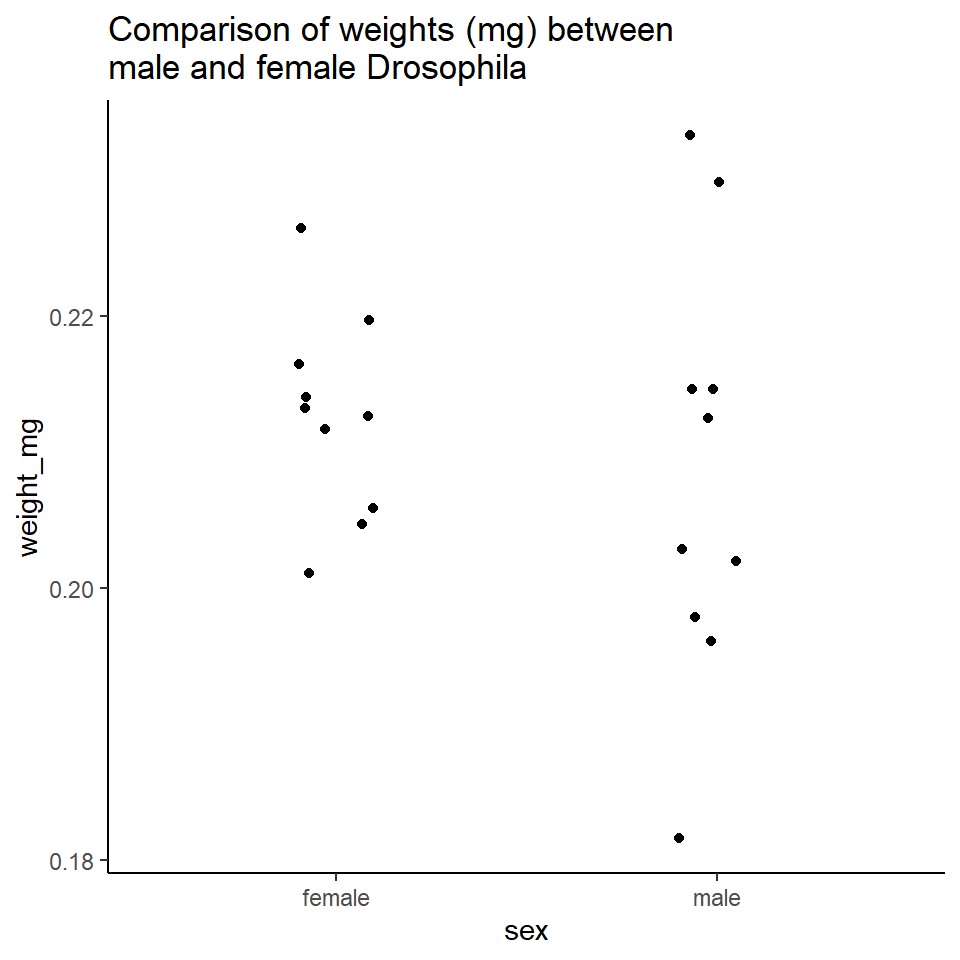 Comparison of weights (mg) between
male and female Drosophila
weight_mg
0.22
0.20
0.18
female
male
sex